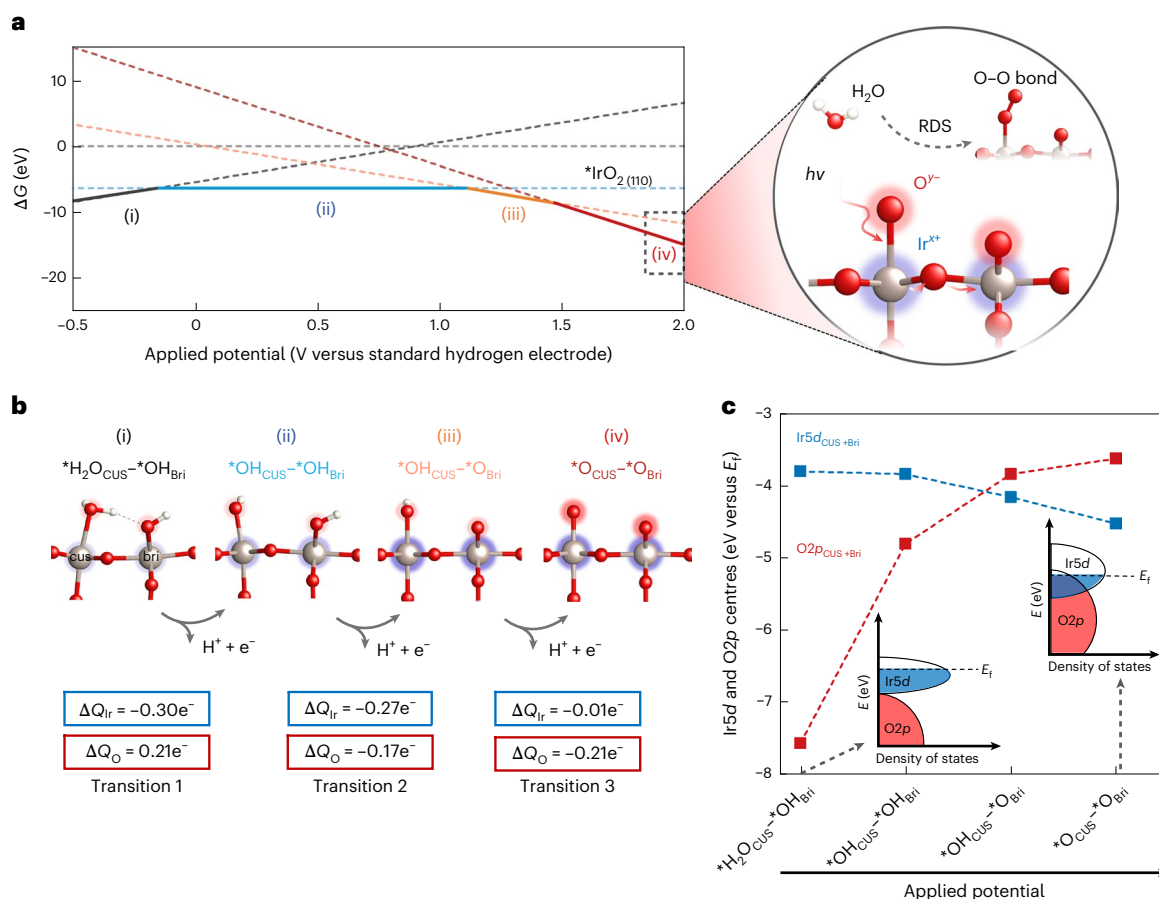 a
10
0
−10
−20
ΔG (eV)
−0.5
0
0.5
1.0
1.5
2.0
Applied potential (V versus standard hydrogen electrode)
(i)
(ii)
(iii)
(iv)
*IrO2 (110)
H2O
O–O bond
RDS
hv
Oy−
Irx+
b
(i)
(ii)
(iii)
(iv)
*H2OCUS–*OHBri
*OHCUS–*OHBri
*OHCUS–*OBri
*OCUS–*OBri
cus
bri
H+ + e−
H+ + e−
H+ + e−
ΔQIr = −0.30e−
ΔQIr = −0.27e−
ΔQIr = −0.01e−
ΔQO = 0.21e−
ΔQO = −0.17e−
ΔQO = −0.21e−
Transition 1
Transition 2
Transition 3
c
Ir5d and O2p centres (eV versus Ef)
−3
−4
−5
−6
−7
−8
Ir5dCUS +Bri
O2pCUS +Bri
E (eV)
Ir5d
Ef
O2p
Density of states
E (eV)
Ir5d
Ef
O2p
Density of states
*H2OCUS–*OHBri
*OHCUS–*OHBri
*OHCUS–*OBri
*OCUS–*OBri
Applied potential